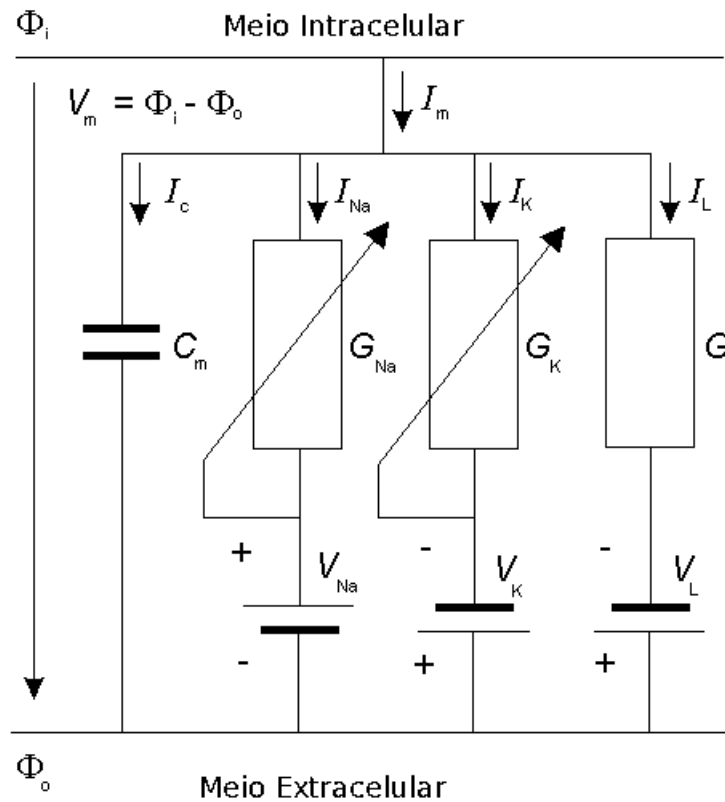 Φi Meio Intracelular
Vm = Φi - Φo
Im
Ic INa IK IL
Cm GNa GK G
+ - -
VNa VK VL
- + +
Φo Meio Extracelular